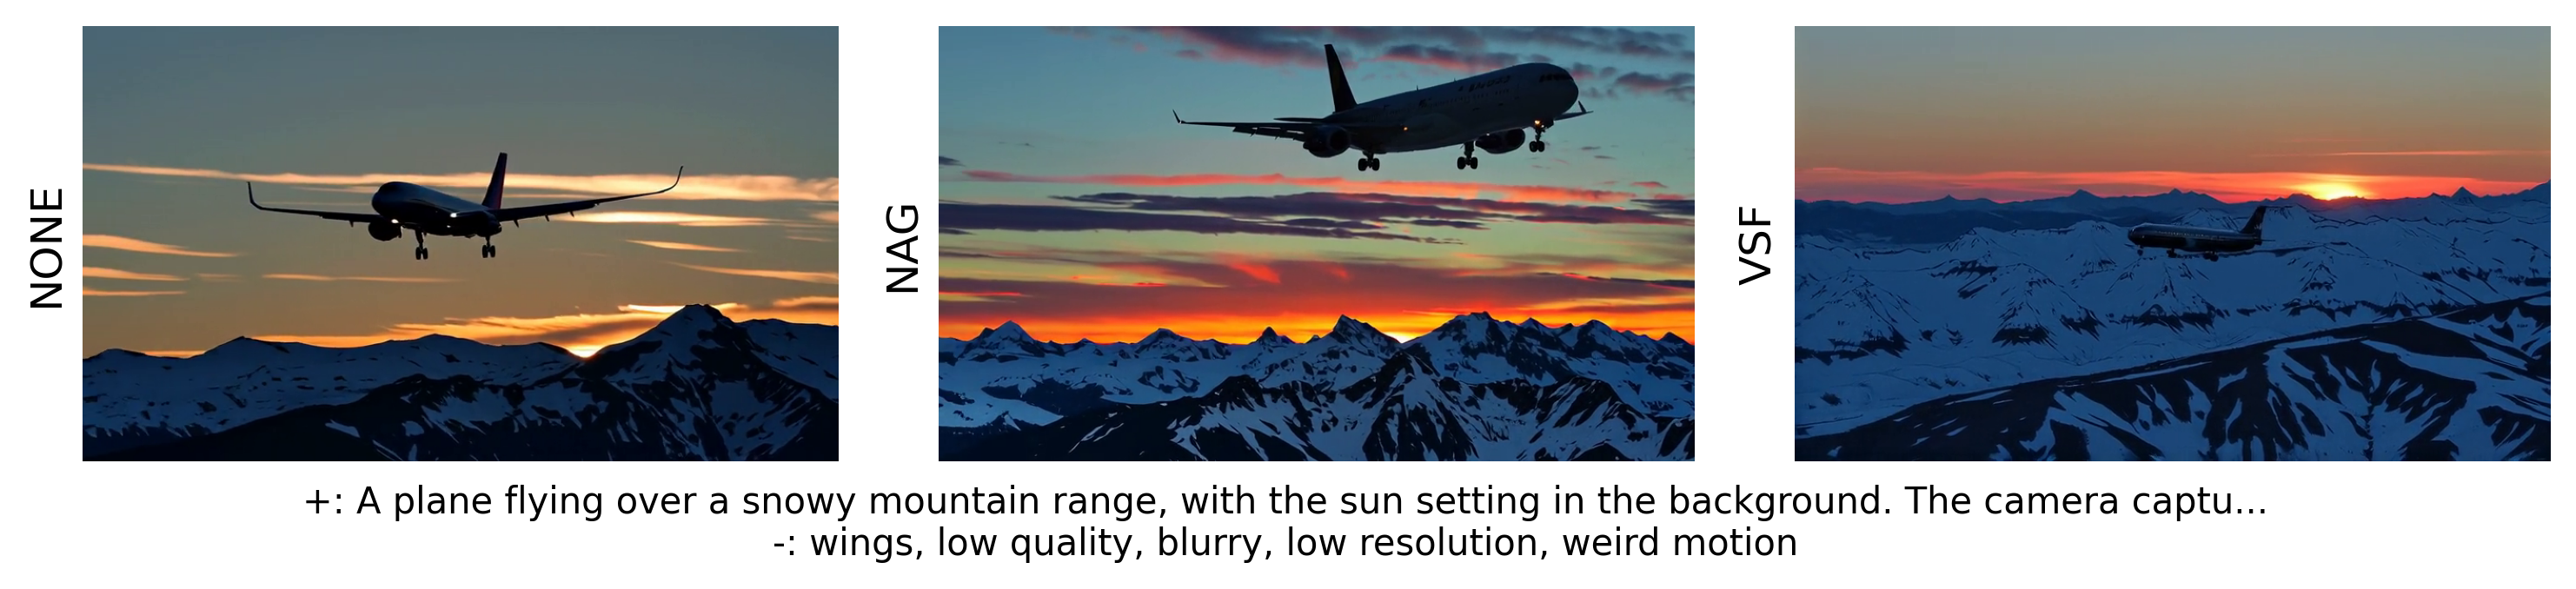 NONE
NAG
VSF
+: A plane flying over a snowy mountain range, with the sun setting in the background. The camera captu...
-: wings, low quality, blurry, low resolution, weird motion